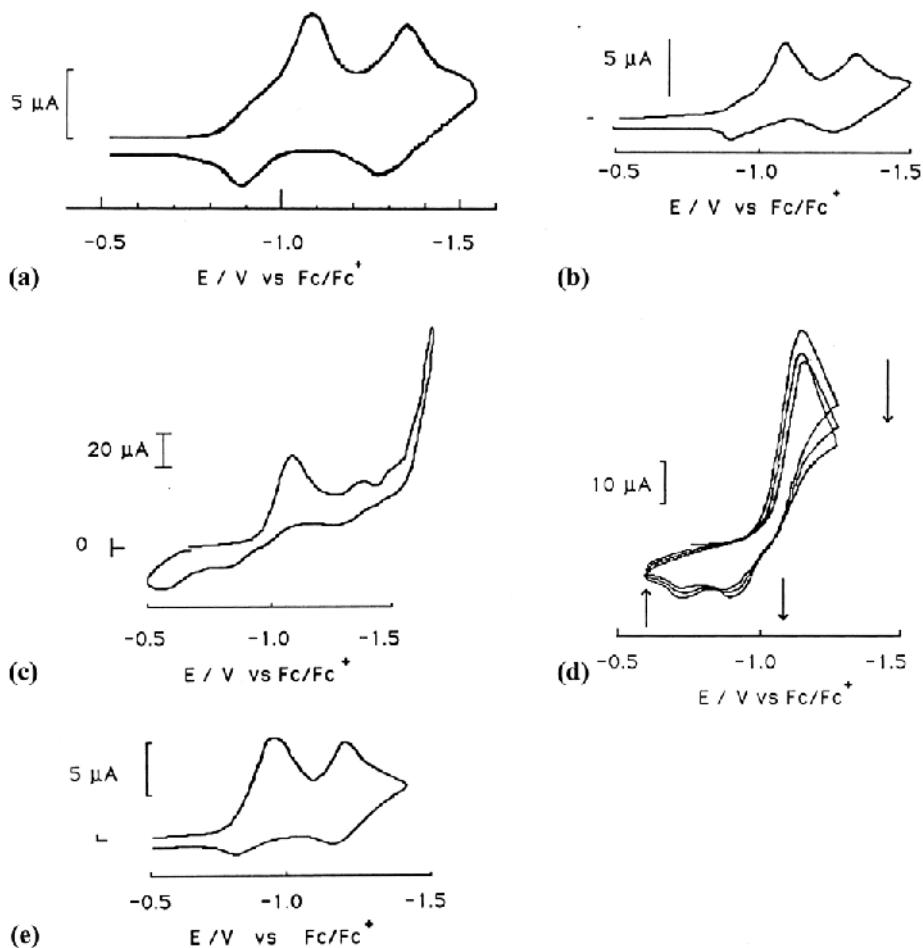 5 μA
-0.5 -1.0 -1.5
E / V vs Fc/Fc+
(a)
5 μA
-0.5 -1.0 -1.5
E / V vs Fc/Fc+
(b)
20 μA
0
-0.5 -1.0 -1.5
E / V vs Fc/Fc+
(c)
10 μA
-0.5 -1.0 -1.5
E / V vs Fc/Fc+
(d)
5 μA
-0.5 -1.0 -1.5
E / V vs Fc/Fc+
(e)